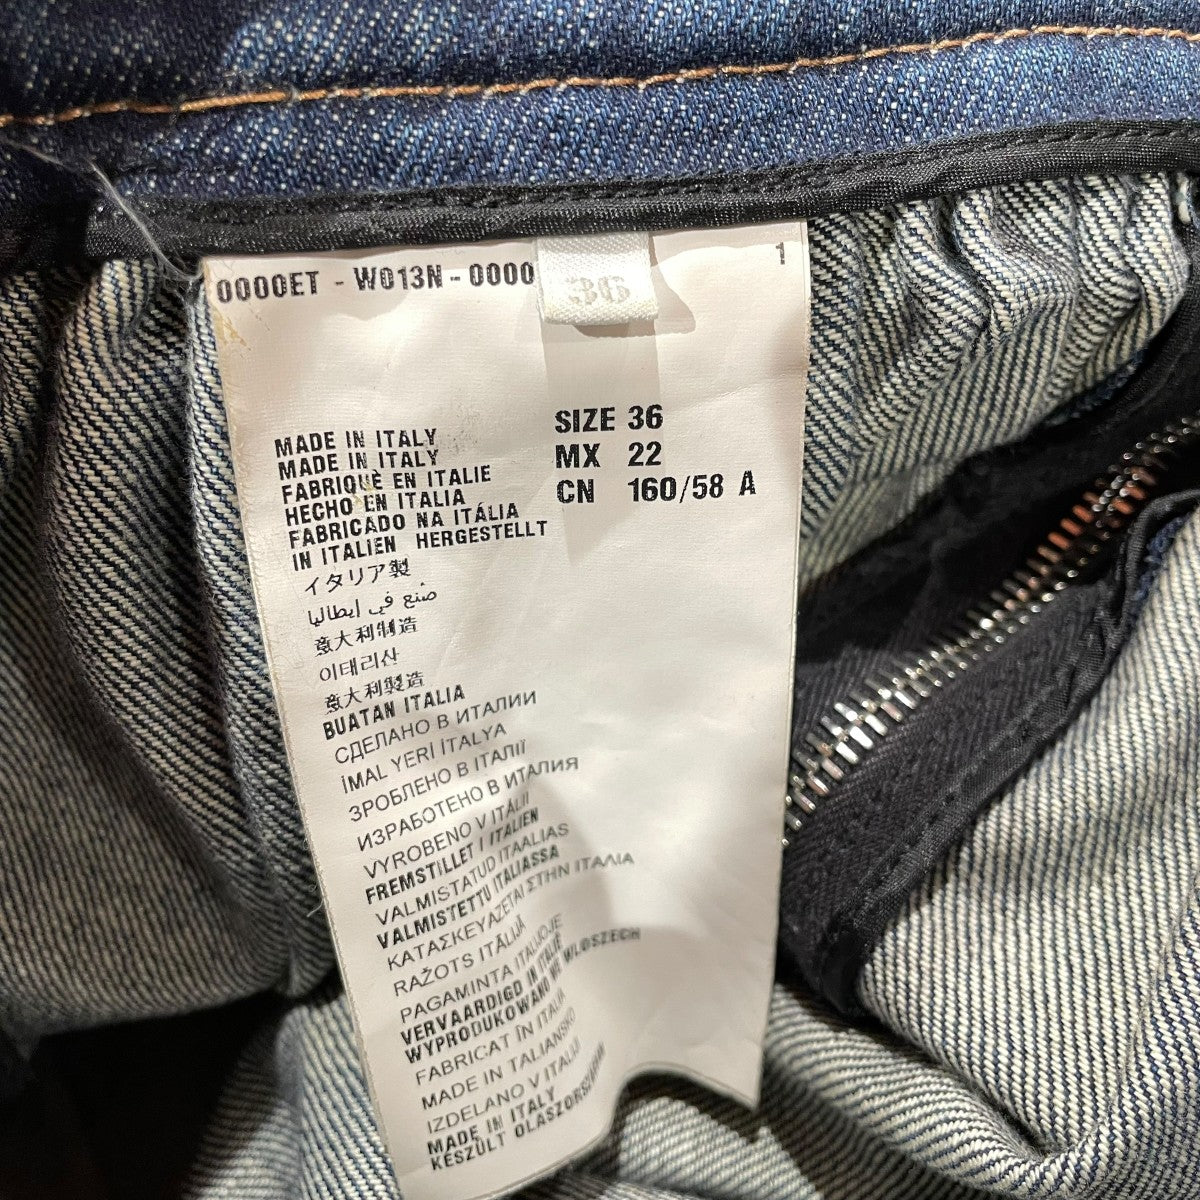 0000ET - W013N - 0000
36
1
SIZE 36
MX 22
CN 160/58 A
MADE IN ITALY
MADE IN ITALY
FABRIQUÈ EN ITALIE
HECHO EN ITALIA
FABRICADO NA ITÁLIA
IN ITALIEN HERGESTELLT
イタリア製
صنع في إيطاليا
意大利制造
이태리산
意大利製造
BUATAN ITALIA
СДЕЛАНО В ИТАЛИИ
İMAL YERİ İTALYA
ЗРОБЛЕНО В ІТАЛІЇ
ИЗРАБОТЕНО В ИТАЛИЯ
VYROBENO V ITÁLII
FREMSTILLET I ITALIEN
VALMISTATUD ITAALIAS
VALMISTETTU ITALIASSA
ΚΑΤΑΣΚΕΥΑΖΕΤΑΙ ΣΤΗΝ ΙΤΑΛΙΑ
RAŽOTS ITĀLIJĀ
PAGAMINTA ITALIJOJE
VERVAARDIGD IN ITALIË
WYPRODUKOWANO WE WLOSZECH
FABRICAT ÎN ITALIA
MADE IN TALIANSKO
IZDELANO V ITALIJI
MADE IN ITALY
KÉSZÜLT OLASZORSZÁGBAN